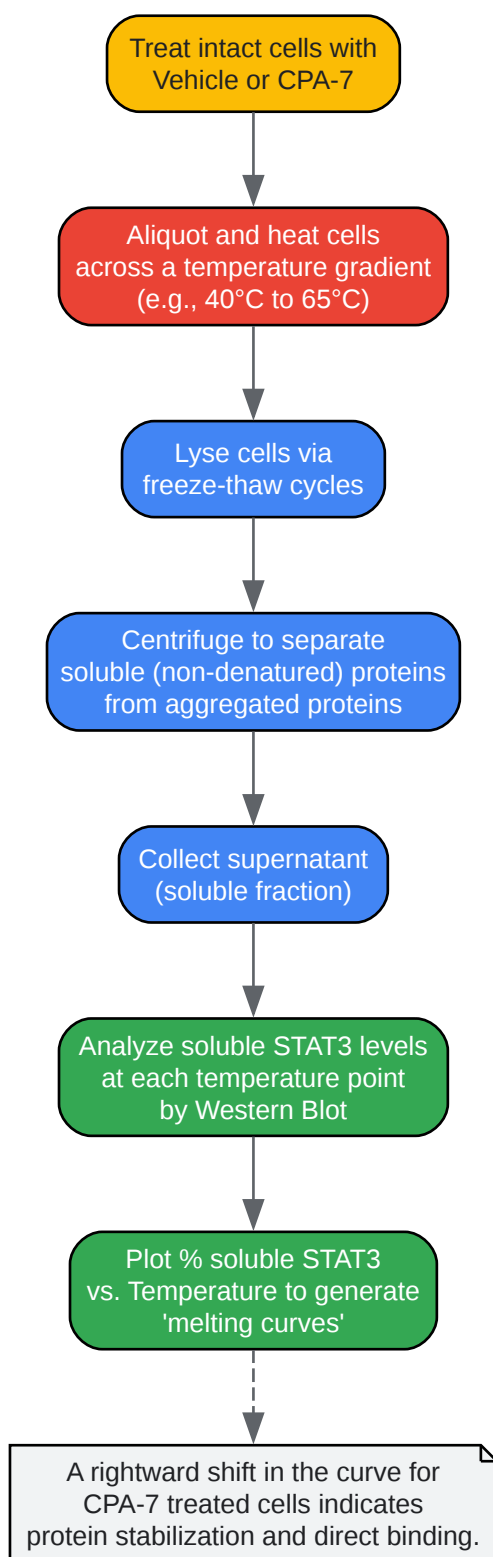 Treat intact cells with
Vehicle or CPA-7
Aliquot and heat cells
across a temperature gradient
(e.g., 40°C to 65°C)
Lyse cells via
freeze-thaw cycles
Centrifuge to separate
soluble (non-denatured) proteins
from aggregated proteins
Collect supernatant
(soluble fraction)
Analyze soluble STAT3 levels
at each temperature point
by Western Blot
Plot % soluble STAT3
vs. Temperature to generate
'melting curves'
A rightward shift in the curve for
CPA-7 treated cells indicates
protein stabilization and direct binding.